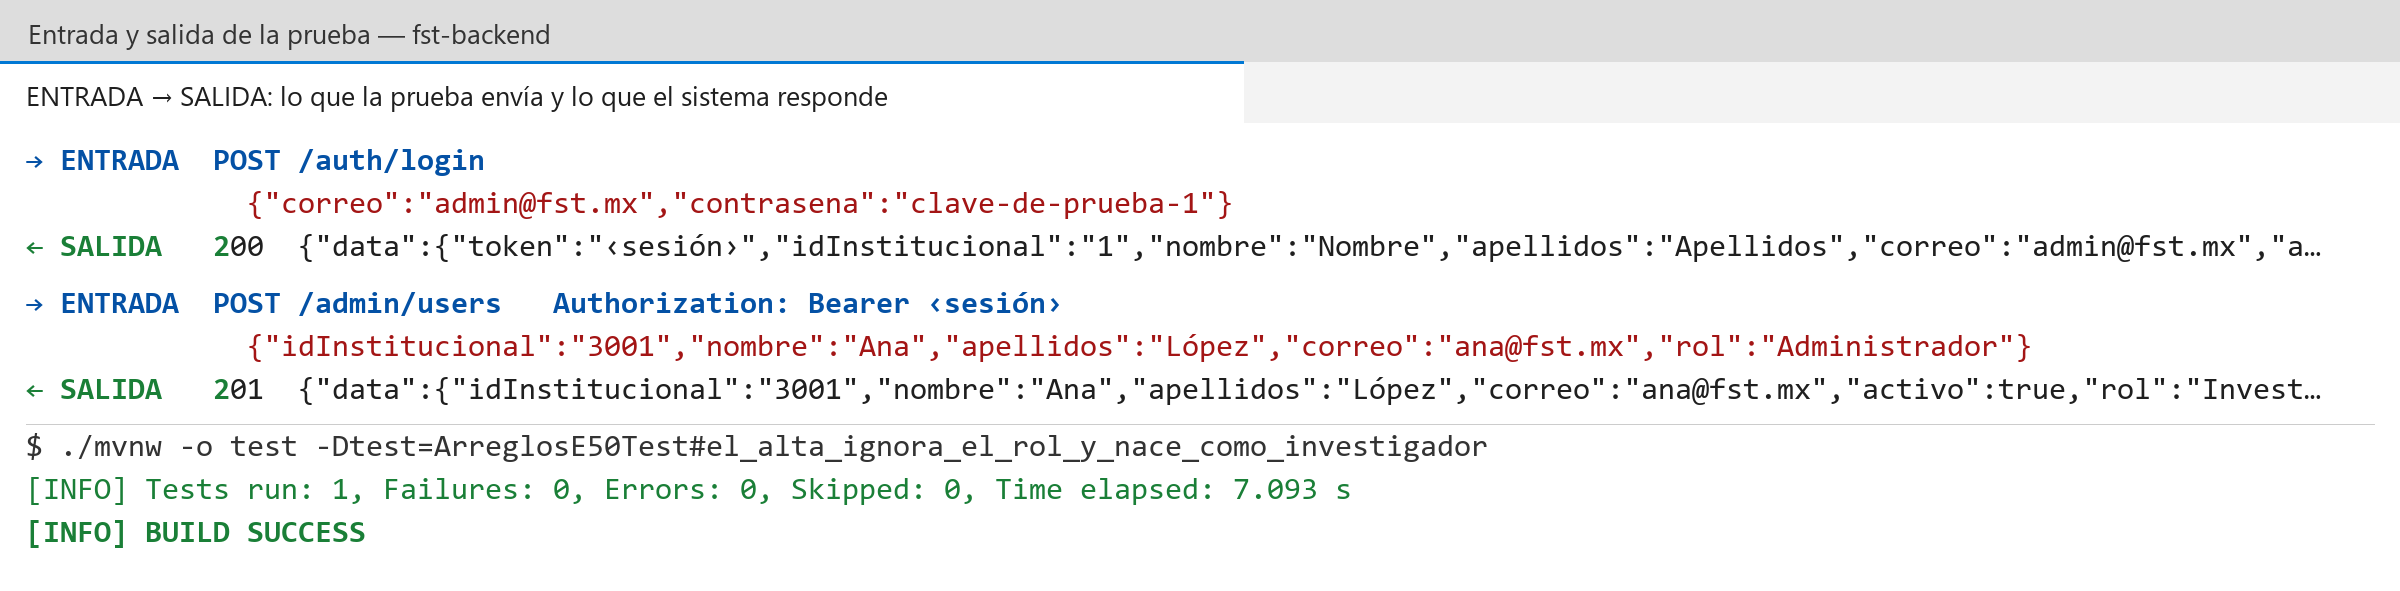 Entrada y salida de la prueba — fst-backend
ENTRADA → SALIDA: lo que la prueba envía y lo que el sistema responde
→ ENTRADA  POST /auth/login
{"correo":"admin@fst.mx","contrasena":"clave-de-prueba-1"}
← SALIDA   200  {"data":{"token":"‹sesión›","idInstitucional":"1","nombre":"Nombre","apellidos":"Apellidos","correo":"admin@fst.mx","a…
→ ENTRADA  POST /admin/users   Authorization: Bearer ‹sesión›
{"idInstitucional":"3001","nombre":"Ana","apellidos":"López","correo":"ana@fst.mx","rol":"Administrador"}
← SALIDA   201  {"data":{"idInstitucional":"3001","nombre":"Ana","apellidos":"López","correo":"ana@fst.mx","activo":true,"rol":"Invest…
$ ./mvnw -o test -Dtest=ArreglosE50Test#el_alta_ignora_el_rol_y_nace_como_investigador
[INFO] Tests run: 1, Failures: 0, Errors: 0, Skipped: 0, Time elapsed: 7.093 s
[INFO] BUILD SUCCESS